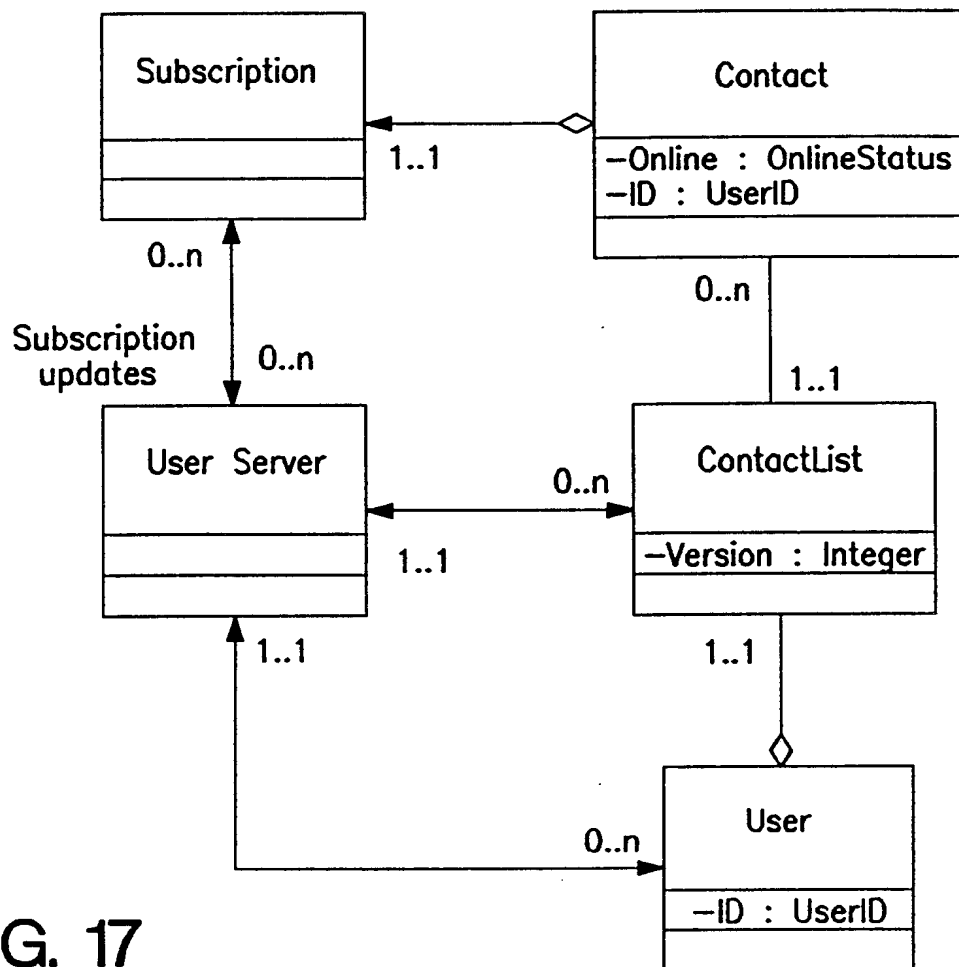 Subscription
Contact
1..1
-Online : OnlineStatus
-ID : UserID
0..n
0..n
Subscription
updates
0..n
1..1
User Server
ContactList
0..n
1..1
-Version : Integer
1..1
1..1
User
0..n
-ID : UserID
G. 17